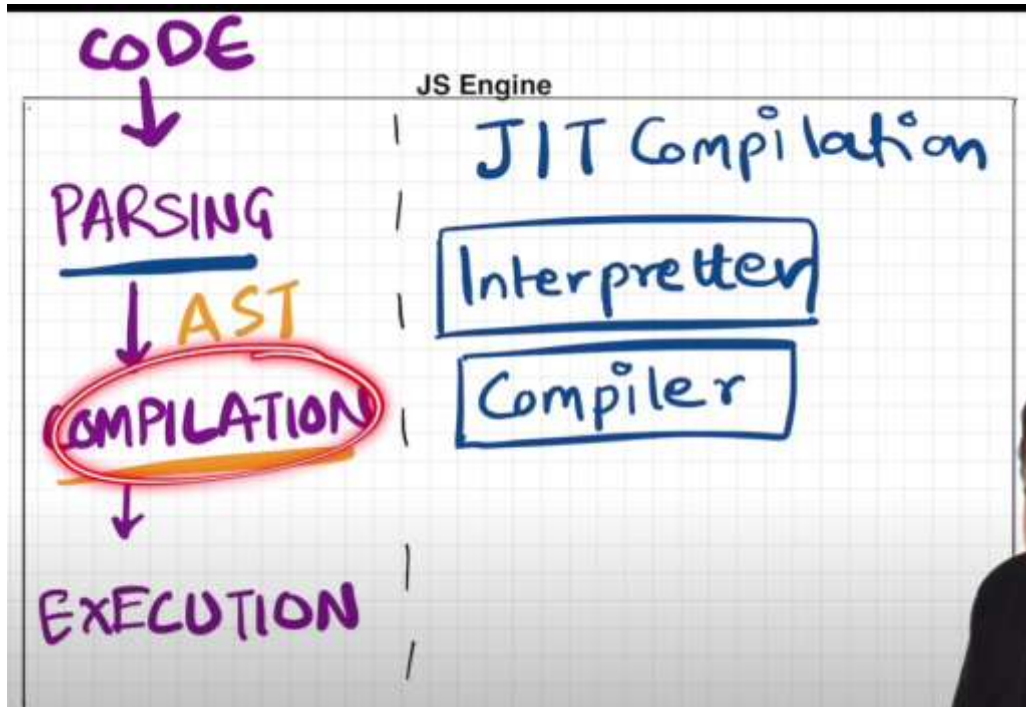 CODE
JS Engine
PARSING
AST
COMPILATION
EXECUTION
JIT Compilation
Interpretter
Compiler